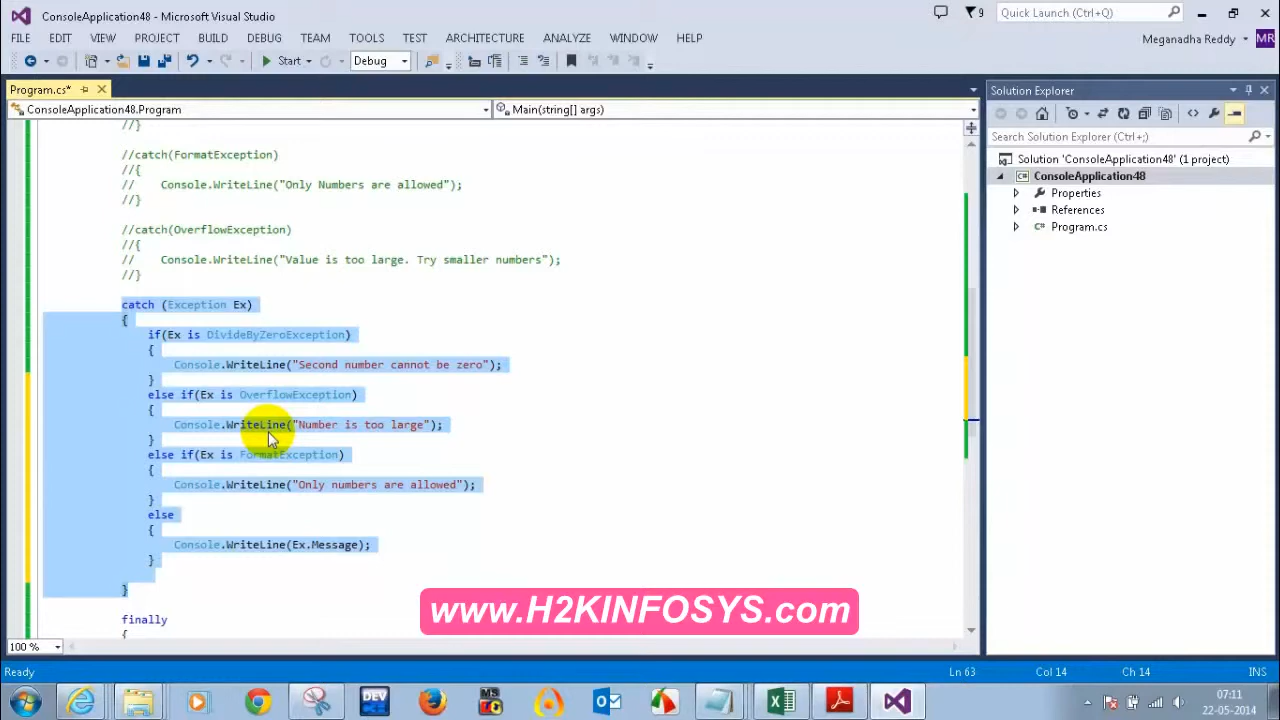 ConsoleApplication48 - Microsoft Visual Studio
9
Quick Launch (Ctrl+Q)
FILE EDIT VIEW PROJECT BUILD DEBUG TEAM TOOLS TEST ARCHITECTURE ANALYZE WINDOW HELP
Meganadha Reddy
MR
Start
Debug
Program.cs*
ConsoleApplication48.Program
Main(string[] args)
//}
//catch(FormatException)
//{
//   Console.WriteLine("Only Numbers are allowed");
//}
//catch(OverflowException)
//{
//   Console.WriteLine("Value is too large. Try smaller numbers");
//}
catch (Exception Ex)
{
if(Ex is DivideByZeroException)
{
Console.WriteLine("Second number cannot be zero");
}
else if(Ex is OverflowException)
{
Console.WriteLine("Number is too large");
}
else if(Ex is FormatException)
{
Console.WriteLine("Only numbers are allowed");
}
else
{
Console.WriteLine(Ex.Message);
}
}
finally
{
100 %
Solution Explorer
Search Solution Explorer (Ctrl+;)
Solution 'ConsoleApplication48' (1 project)
C#
ConsoleApplication48
Properties
References
C#
Program.cs
www.H2KINFOSYS.com
Ready
Ln 63
Col 14
Ch 14
INS
DEV
MS
07:11
22-05-2014